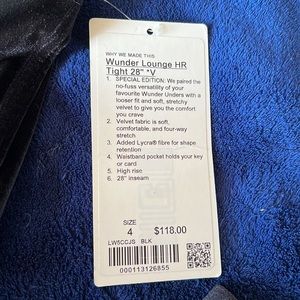 WHY WE MADE THIS
Wunder Lounge HR
Tight 28" *V
1. SPECIAL EDITION: We paired the
no-fuss versatility of your
favourite Wunder Unders with a
looser fit and soft, stretchy
velvet to give you the comfort
you crave
2. Velvet fabric is soft,
comfortable, and four-way
stretch
3. Added Lycra® fibre for shape
retention
4. Waistband pocket holds your key
or card
5. High rise
6. 28" Inseam
SIZE
4 $118.00
LW5CCJS BLK
000113126855